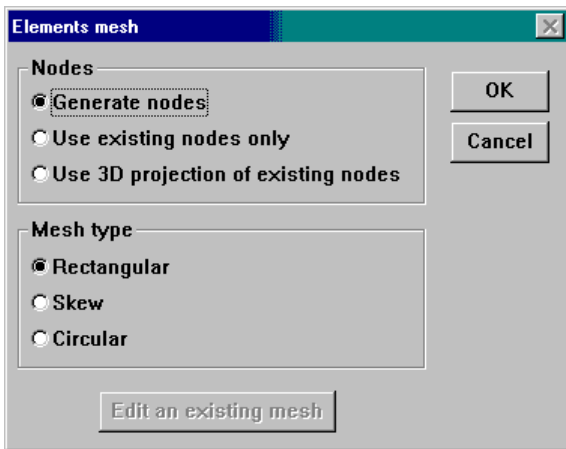 Elements mesh
Nodes
Generate nodes
Use existing nodes only
Use 3D projection of existing nodes
OK
Cancel
Mesh type
Rectangular
Skew
Circular
Edit an existing mesh